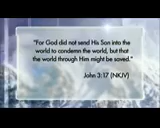 "For God did not send His Son into
the world to condemn the world, but that
the world through Him might be saved."
John 3:17 (NKJV)